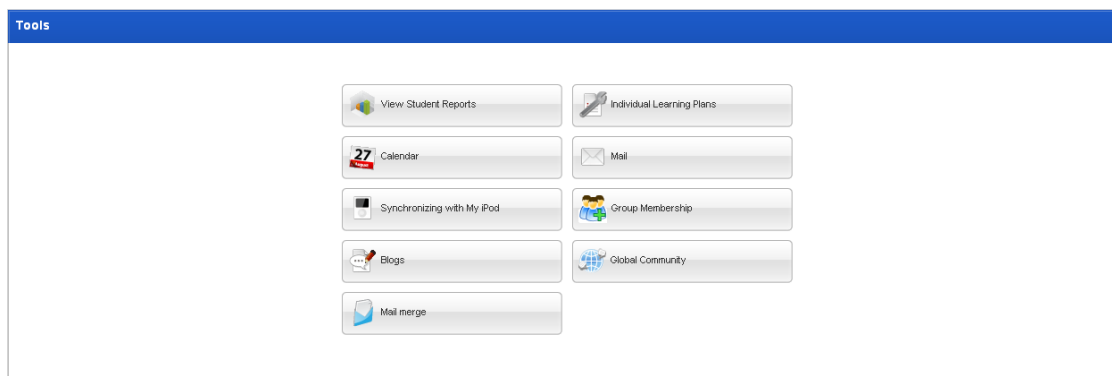 Tools
View Student Reports
Individual Learning Plans
27
August
Calendar
Mail
Synchronizing with My iPod
Group Membership
Blogs
Global Community
Mail merge